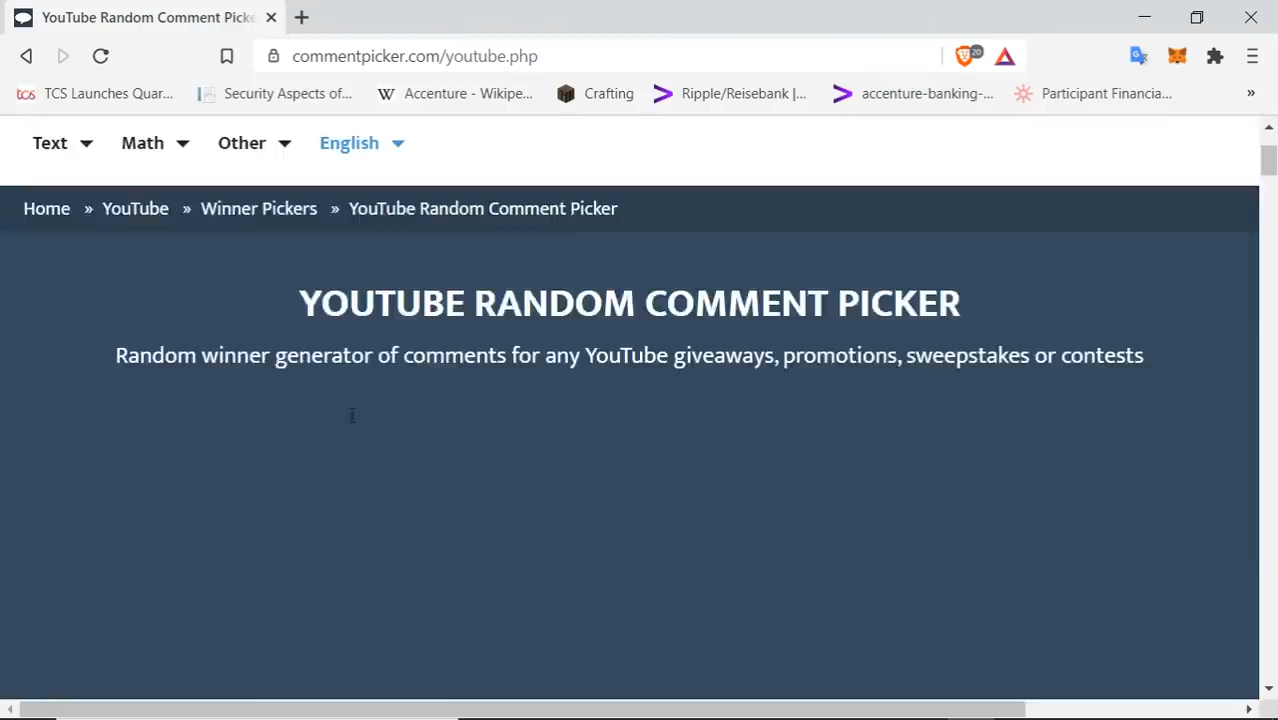 YouTube Random Comment Picke
commentpicker.com/youtube.php
20
tcs TCS Launches Quar...
Security Aspects of...
W Accenture - Wikipe...
Crafting
Ripple/Reisebank |...
accenture-banking-...
Participant Financia...
»
Text Math Other English
Home » YouTube » Winner Pickers » YouTube Random Comment Picker
YOUTUBE RANDOM COMMENT PICKER
Random winner generator of comments for any YouTube giveaways, promotions, sweepstakes or contests